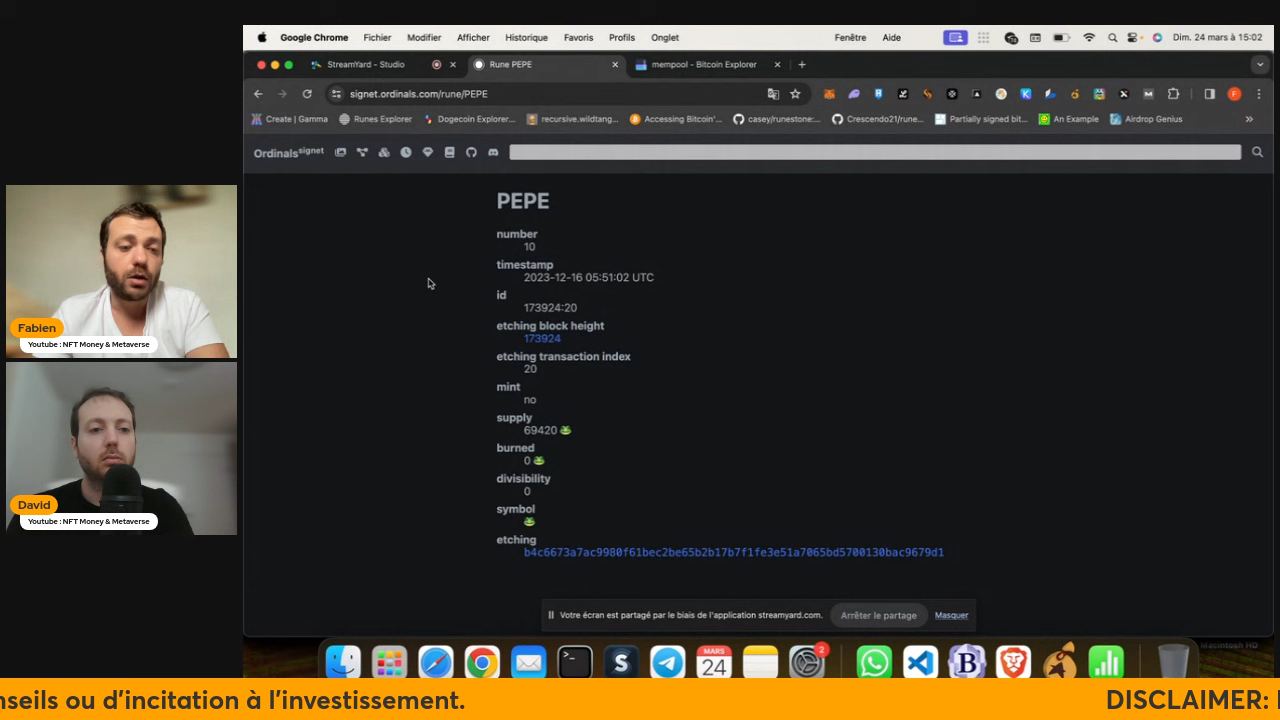 Google Chrome Fichier Modifier Afficher Historique Favoris Profils Onglet Fenêtre Aide Dim. 24 mars à 15:02
StreamYard - Studio Rune PEPE mempool - Bitcoin Explorer
signet.ordinals.com/rune/PEPE
Create | Gamma Runes Explorer Dogecoin Explorer... recursive.wildtang... Accessing Bitcoin'... casey/runestone:... Crescendo21/rune... Partially signed bit... An Example Airdrop Genius
Ordinals signet
PEPE
number
10
timestamp
2023-12-16 05:51:02 UTC
id
173924:20
etching block height
173924
etching transaction index
20
mint
no
supply
69420 🐸
burned
0 🐸
divisibility
0
symbol
🐸
etching
b4c6673a7ac9980f61bec2be65b2b17b7f1fe3e51a7065bd5700130bac9679d1
Fabien
Youtube : NFT Money & Metaverse
David
Youtube : NFT Money & Metaverse
Votre écran est partagé par le biais de l'application streamyard.com. Arrêter le partage Masquer
Macintosh HD
MARS
24
2
nseils ou d'incitation à l'investissement. DISCLAIMER: